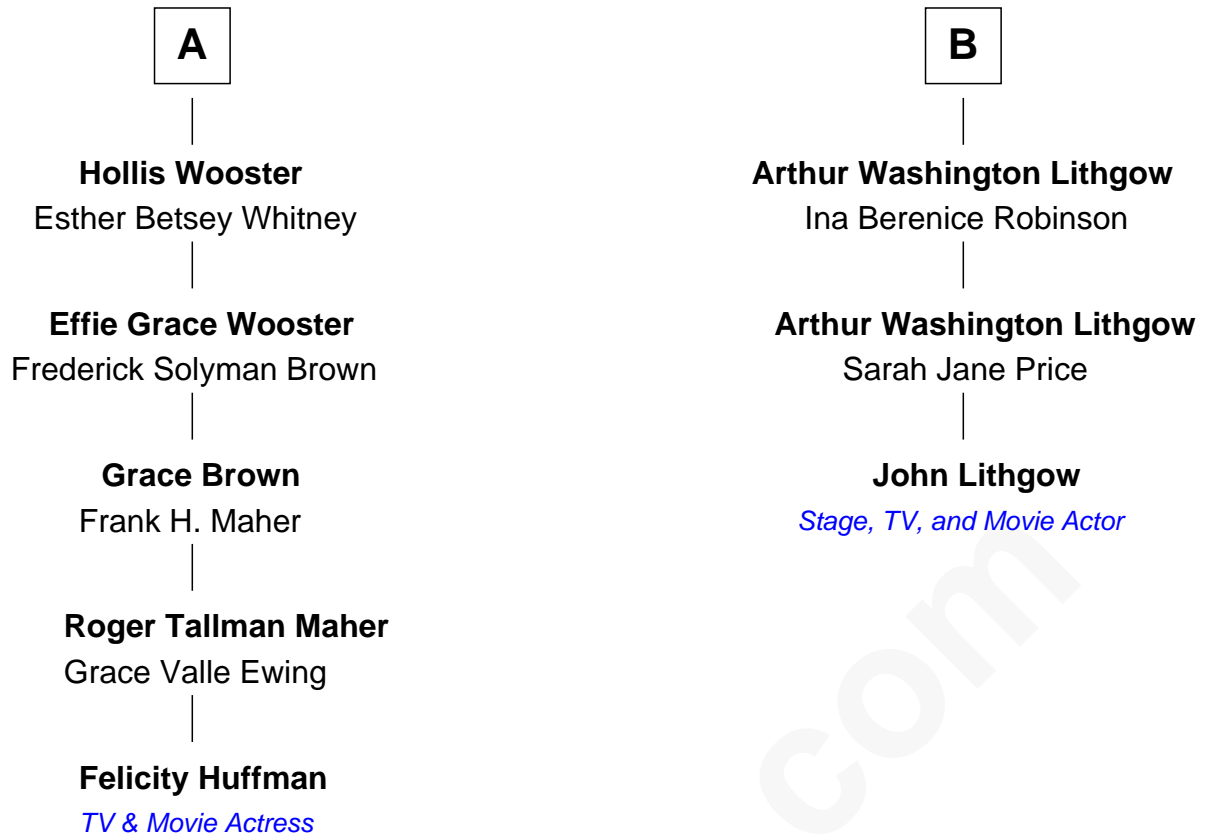 A
Hollis Wooster
Esther Betsey Whitney
Effie Grace Wooster
Frederick Solyman Brown
Grace Brown
Frank H. Maher
Roger Tallman Maher
Grace Valle Ewing
Felicity Huffman
TV & Movie Actress
B
Arthur Washington Lithgow
Ina Berenice Robinson
Arthur Washington Lithgow
Sarah Jane Price
John Lithgow
Stage, TV, and Movie Actor
com